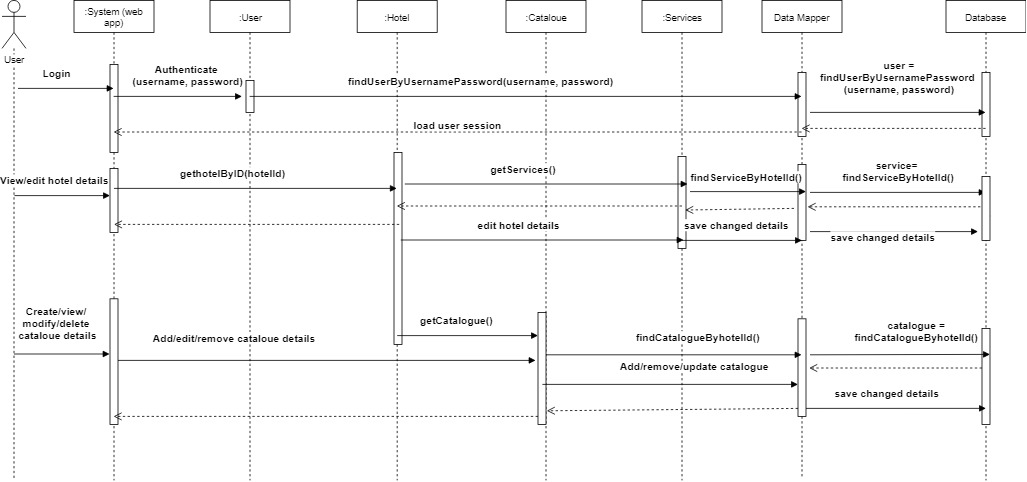 :System (web
app)
:User
:Hotel
:Cataloue
:Services
Data Mapper
Database
User
Login
Authenticate
(username, password)
findUserByUsernamePassword(username, password)
user =
findUserByUsernamePassword
(username, password)
load user session
View/edit hotel details
gethotelByID(hotelId)
getServices()
findServiceByHotelId()
service=
findServiceByHotelId()
edit hotel details
save changed details
save changed details
Create/view/
modify/delete
cataloue details
Add/edit/remove cataloue details
getCatalogue()
findCatalogueByhotelId()
catalogue =
findCatalogueByHotelId()
Add/remove/update catalogue
save changed details